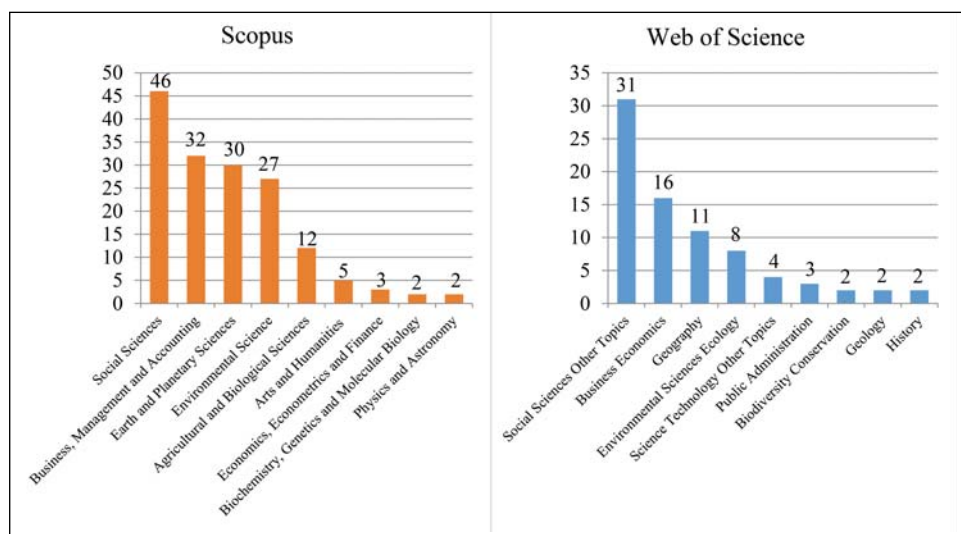 Scopus
50
45
40
35
30
25
20
15
10
5
0
46
32
30
27
12
5
3
2
2
Social Sciences
Business, Management and Accounting
Earth and Planetary Sciences
Environmental Science
Agricultural and Biological Sciences
Arts and Humanities
Economics, Econometrics and Finance
Biochemistry, Genetics and Molecular Biology
Physics and Astronomy
Web of Science
35
30
25
20
15
10
5
0
31
16
11
8
4
3
2
2
2
Social Sciences Other Topics
Business Economics
Geography
Environmental Sciences Ecology
Science Technology Other Topics
Public Administration
Biodiversity Conservation
Geology
History